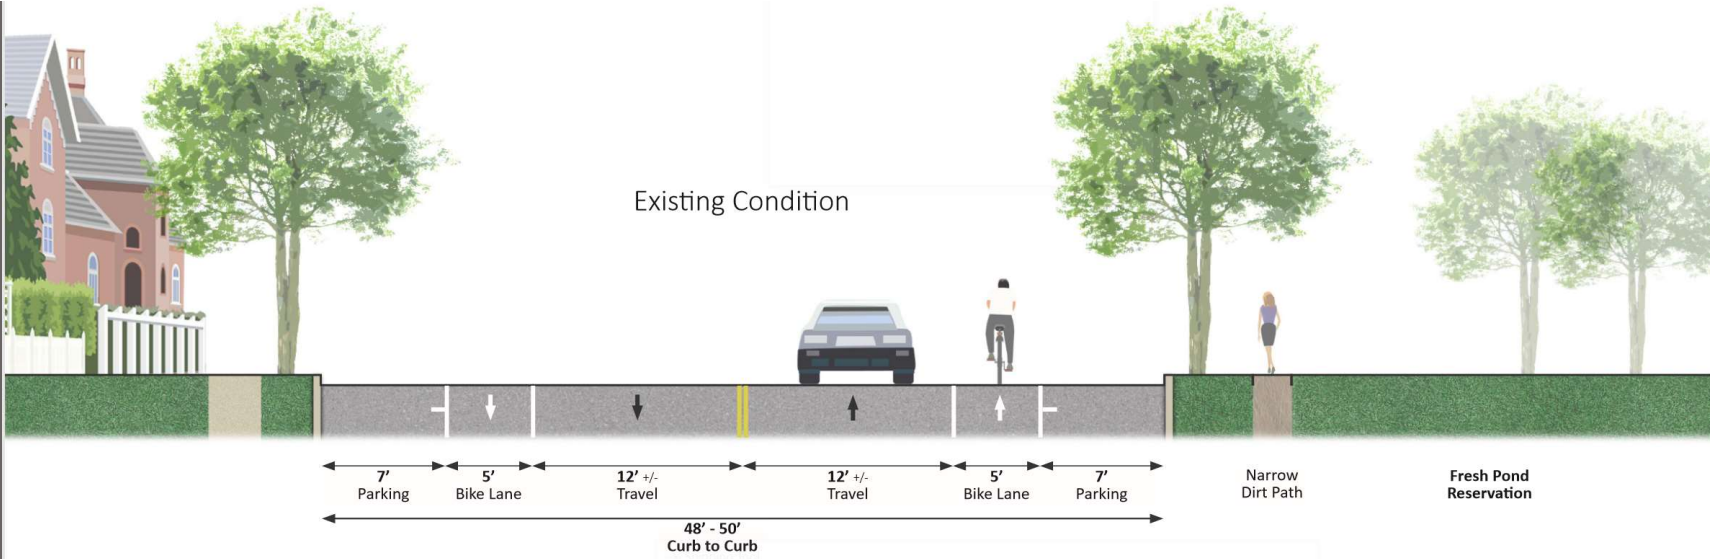 Existing Condition
7’ 5’ 12’ +/- 12’ +/- 5’ 7’
Parking Bike Lane Travel Travel Bike Lane Parking
Narrow
Dirt Path
Fresh Pond
Reservation
48’ - 50’
Curb to Curb